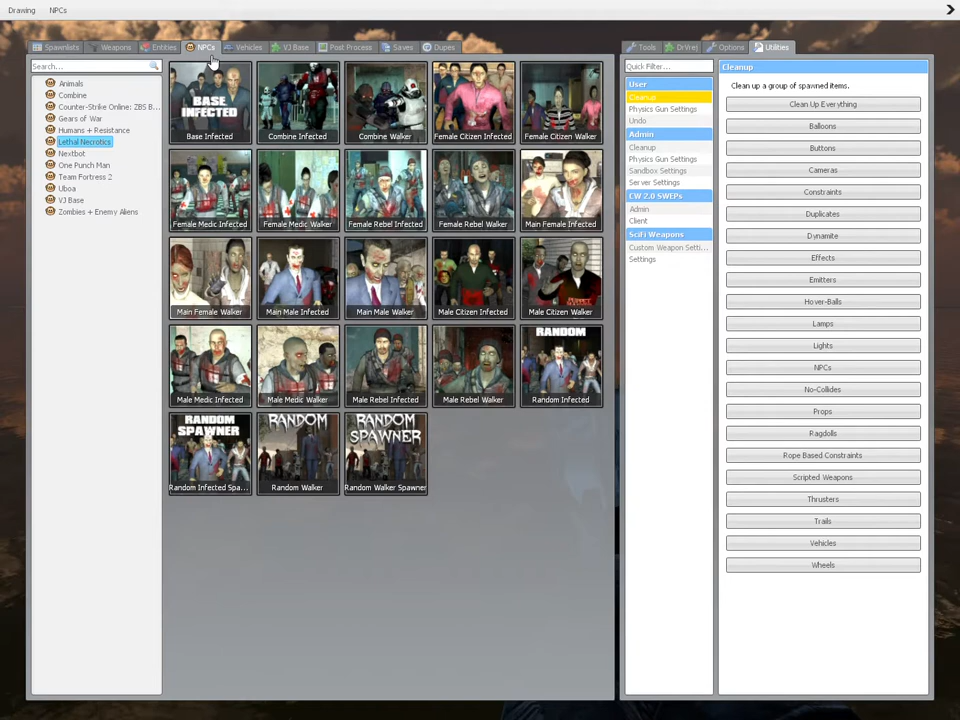 Drawing NPCs
Spawnlists Weapons Entities NPCs Vehicles VJ Base Post Process Saves Dupes
Tools DrVrej Options Utilities
Search...
Animals
Combine
Counter-Strike Online: ZBS B...
Gears of War
Humans + Resistance
Lethal Necrotics
Nextbot
One Punch Man
Team Fortress 2
Uboa
VJ Base
Zombies + Enemy Aliens
BASE
INFECTED
Base Infected
Combine Infected
Combine Walker
Female Citizen Infected
Female Citizen Walker
Female Medic Infected
Female Medic Walker
Female Rebel Infected
Female Rebel Walker
Main Female Infected
Main Female Walker
Main Male Infected
Main Male Walker
Male Citizen Infected
Male Citizen Walker
Male Medic Infected
Male Medic Walker
Male Rebel Infected
Male Rebel Walker
RANDOM
Random Infected
RANDOM
SPAWNER
Random Infected Spa...
RANDOM
Random Walker
RANDOM
SPAWNER
Random Walker Spawner
Quick Filter...
User
Cleanup
Physics Gun Settings
Undo
Admin
Cleanup
Physics Gun Settings
Sandbox Settings
Server Settings
CW 2.0 SWEPs
Admin
Client
SciFi Weapons
Custom Weapon Setti...
Settings
Cleanup
Clean up a group of spawned items.
Clean Up Everything
Balloons
Buttons
Cameras
Constraints
Duplicates
Dynamite
Effects
Emitters
Hover-Balls
Lamps
Lights
NPCs
No-Collides
Props
Ragdolls
Rope Based Constraints
Scripted Weapons
Thrusters
Trails
Vehicles
Wheels